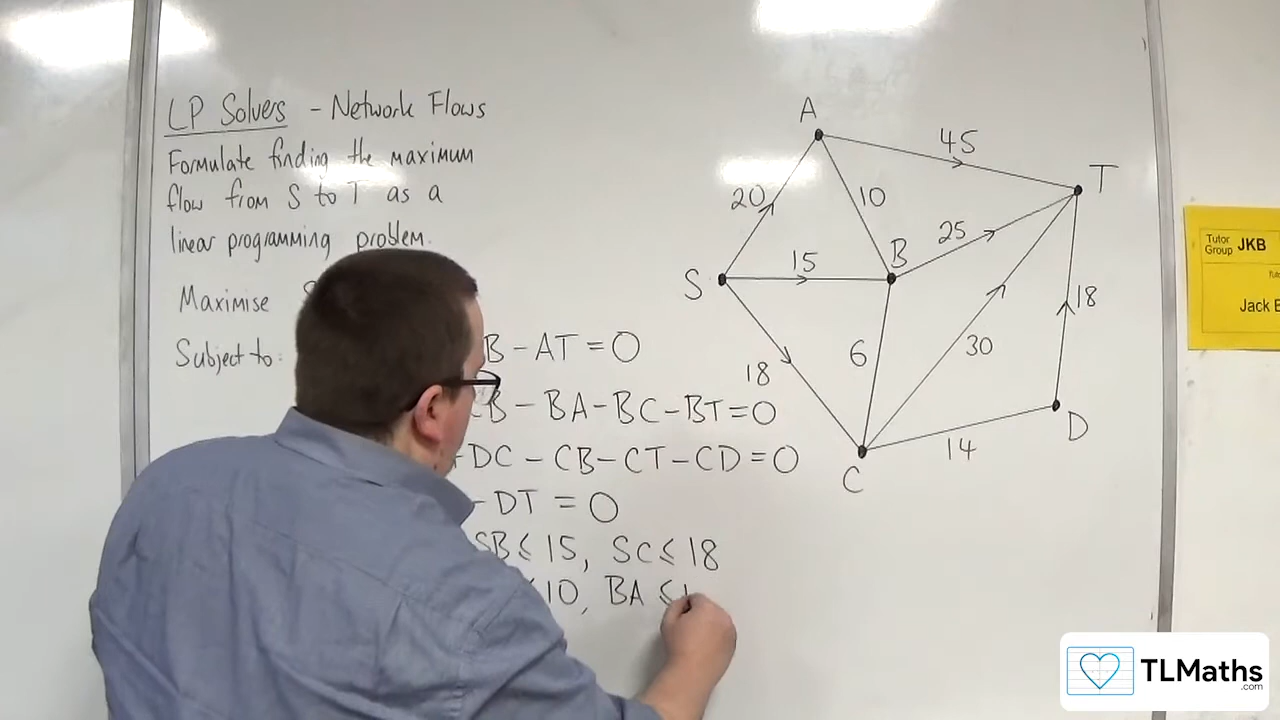 LP Solvers - Network Flows
Formulate finding the maximum
flow from S to T as a
linear programming problem.
Maximise
Subject to:
B - AT = 0
CB - BA - BC - BT = 0
+ DC - CB - CT - CD = 0
- DT = 0
SB ≤ 15, SC ≤ 18
≤ 10, BA ≤ 1
A
45
T
20
10
25
B
S
15
18
6
30
18
C
14
D
Tutor Group JKB
Jack
TLMaths
.com